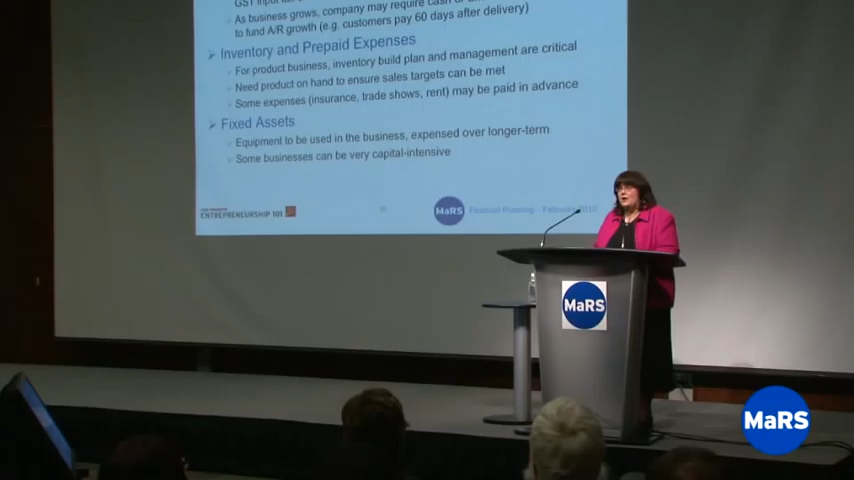 GST input tax
As business grows, company may require cash or
to fund A/R growth (e.g. customers pay 60 days after delivery)
➢ Inventory and Prepaid Expenses
For product business, inventory build plan and management are critical
Need product on hand to ensure sales targets can be met
Some expenses (insurance, trade shows, rent) may be paid in advance
➢ Fixed Assets
Equipment to be used in the business, expensed over longer-term
Some businesses can be very capital-intensive
ENTREPRENEURSHIP 101
MaRS
Financial Planning – February 2010
MaRS
MaRS